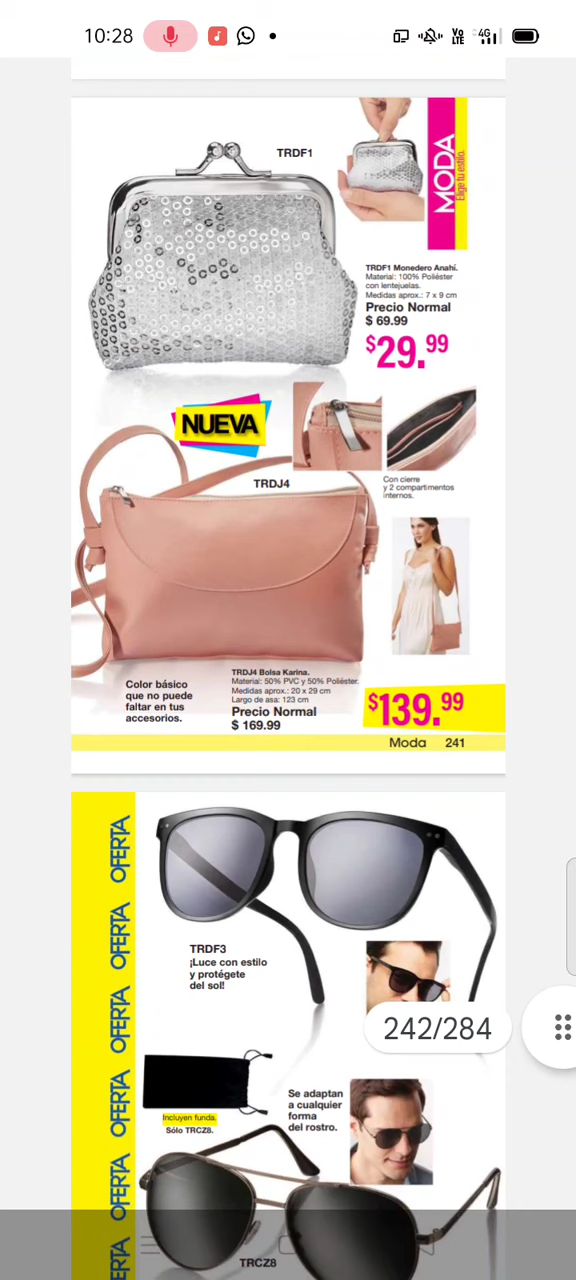 10:28
Vo
LTE
4G
TRDF1
MODA
Elige tu estilo.
TRDF1 Monedero Anahí.
Material: 100% Poliéster
con lentejuelas.
Medidas aprox.: 7 x 9 cm
Precio Normal
$ 69.99
$29.99
NUEVA
TRDJ4
Con cierre
y 2 compartimentos
internos.
Color básico
que no puede
faltar en tus
accesorios.
TRDJ4 Bolsa Karina.
Material: 50% PVC y 50% Poliéster.
Medidas aprox.: 20 x 29 cm
Largo de asa: 123 cm
Precio Normal
$ 169.99
$139.99
Moda 241
OFERTA
OFERTA
OFERTA
OFERTA
OFERTA
ERTA
TRDF3
¡Luce con estilo
y protégete
del sol!
242/284
Incluyen funda.
Sólo TRCZ8.
Se adaptan
a cualquier
forma
del rostro.
TRCZ8